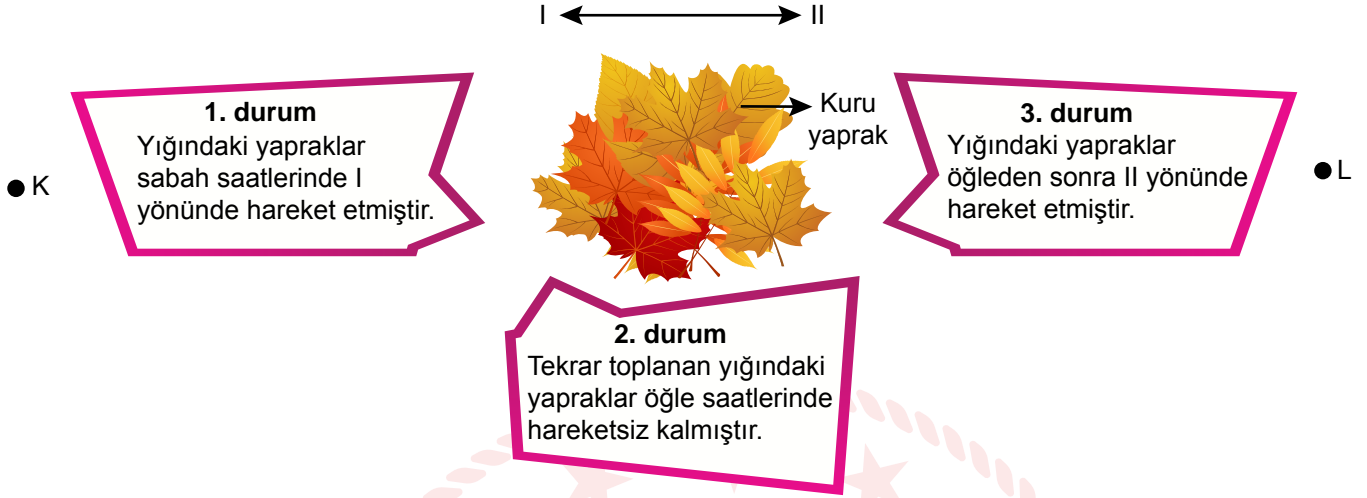 I
II
1. durum
Yığındaki yapraklar
sabah saatlerinde I
yönünde hareket etmiştir.
K
Kuru
yaprak
3. durum
Yığındaki yapraklar
öğleden sonra II yönünde
hareket etmiştir.
L
2. durum
Tekrar toplanan yığındaki
yapraklar öğle saatlerinde
hareketsiz kalmıştır.